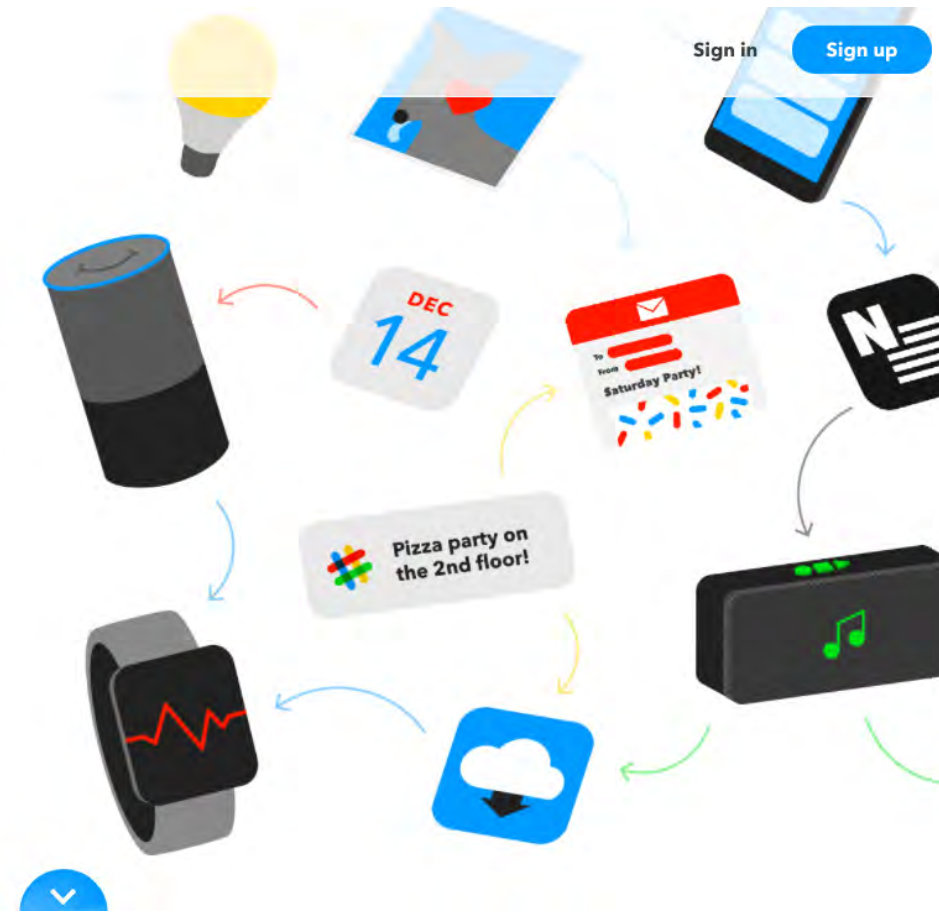 Sign in
Sign up
DEC
14
To
From
Saturday Party!
N
Pizza party on
the 2nd floor!